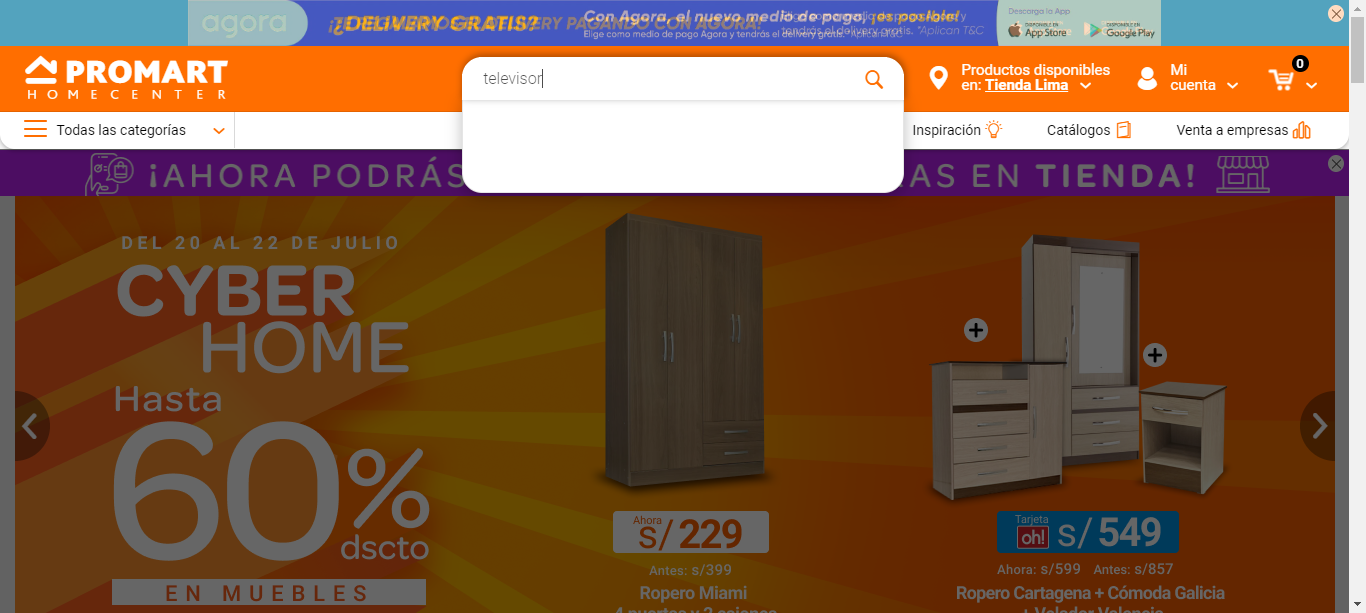 agora
¿DELIVERY GRATIS?
Con Agora, el nuevo medio de pago, ¡es posible!
Elige como medio de pago Agora y tendrás el delivery gratis. *Aplican T&C
Descarga la App
DISPONIBLE EN App Store
DISPONIBLE EN Google Play
PROMART
HOMECENTER
televisor
Productos disponibles
en: Tienda Lima
Mi
cuenta
0
Todas las categorías
Inspiración
Catálogos
Venta a empresas
¡AHORA PODRÁS
AS EN TIENDA!
DEL 20 AL 22 DE JULIO
CYBER
HOME
Hasta
60%
dscto
EN MUEBLES
Ahora
S/ 229
Antes: s/399
Ropero Miami
4 puertas y 2 cajones
Tarjeta
oh!
S/ 549
Ahora: s/599 Antes: s/857
Ropero Cartagena + Cómoda Galicia
+ Velador Valencia